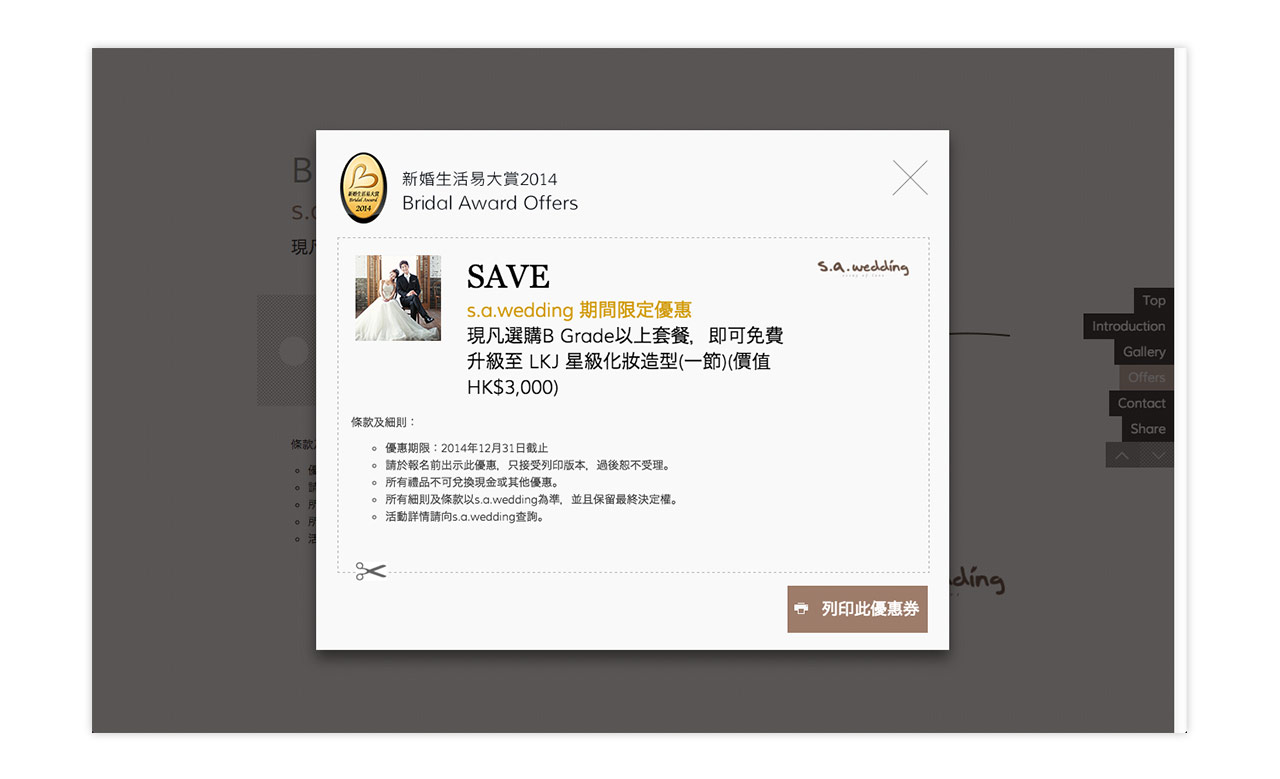 新婚生活易大賞2014
Bridal Award Offers
新婚生活易大賞
Bridal Award
2014
SAVE
s.a.wedding
s.a.wedding 期間限定優惠
現凡選購B Grade以上套餐，即可免費
升級至 LKJ 星級化妝造型(一節)(價值
HK$3,000)
條款及細則：
優惠期限：2014年12月31日截止
請於報名前出示此優惠，只接受列印版本，過後恕不受理。
所有禮品不可兌換現金或其他優惠。
所有細則及條款以s.a.wedding為準，並且保留最終決定權。
活動詳情請向s.a.wedding查詢。
列印此優惠券
B
s.
現凡
條款
優
請
所
所
活
Top
Introduction
Gallery
Offers
Contact
Share
dding